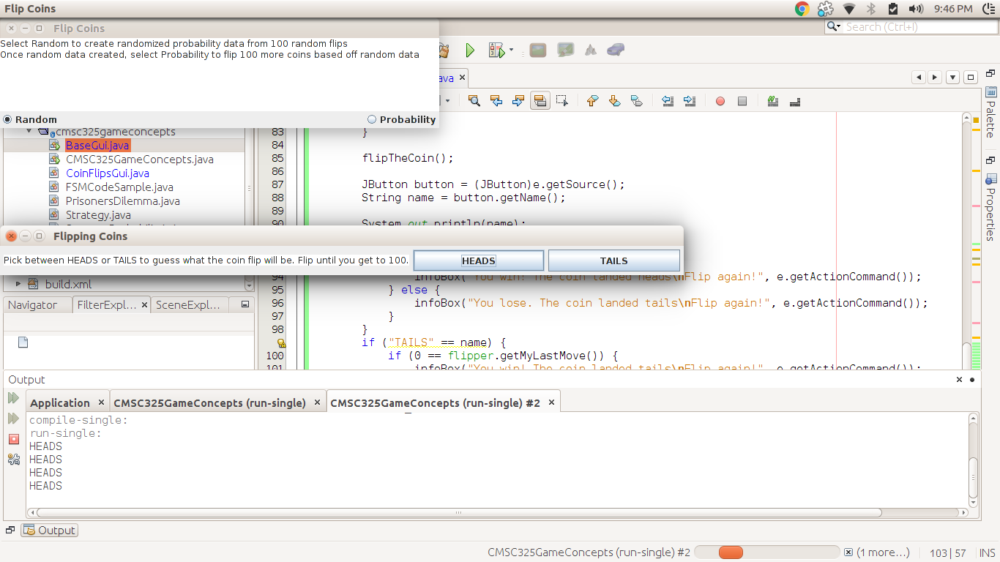 Flip Coins
9:46 PM
Flip Coins
Search (Ctrl+I)
Select Random to create randomized probability data from 100 random flips
Once random data created, select Probability to flip 100 more coins based off random data
Random
Probability
ava
cmsc325gameconcepts
BaseGui.java
CMSC325GameConcepts.java
CoinFlipsGui.java
FSMCodeSample.java
PrisonersDilemma.java
Strategy.java
83 }
84
85 flipTheCoin();
86
87 JButton button = (JButton)e.getSource();
88 String name = button.getName();
89
90 System.out.println(name);
Palette
Properties
Flipping Coins
Pick between HEADS or TAILS to guess what the coin flip will be. Flip until you get to 100.
HEADS
TAILS
build.xml
94 infoBox("You win! The coin landed heads\nFlip again!", e.getActionCommand());
95 } else {
96 infoBox("You lose. The coin landed tails\nFlip again!", e.getActionCommand());
97 }
98 }
if ("TAILS" == name) {
100 if (0 == flipper.getMyLastMove()) {
101 infoBox("You win! The coin landed tails\nFlip again!", e.getActionCommand());
Navigator
FilterExpl...
SceneExpl...
Output
Application
CMSC325GameConcepts (run-single)
CMSC325GameConcepts (run-single) #2
compile-single:
run-single:
HEADS
HEADS
HEADS
HEADS
Output
CMSC325GameConcepts (run-single) #2
(1 more...)
103 | 57
INS